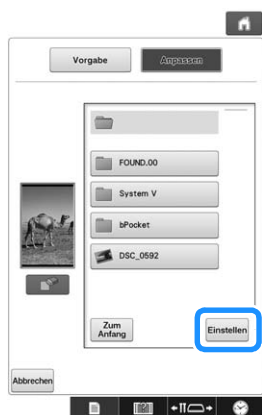 Vorgabe
Anpassen
FOUND.00
System V
bPocket
DSC_0592
Zum
Anfang
Einstellen
Abbrechen